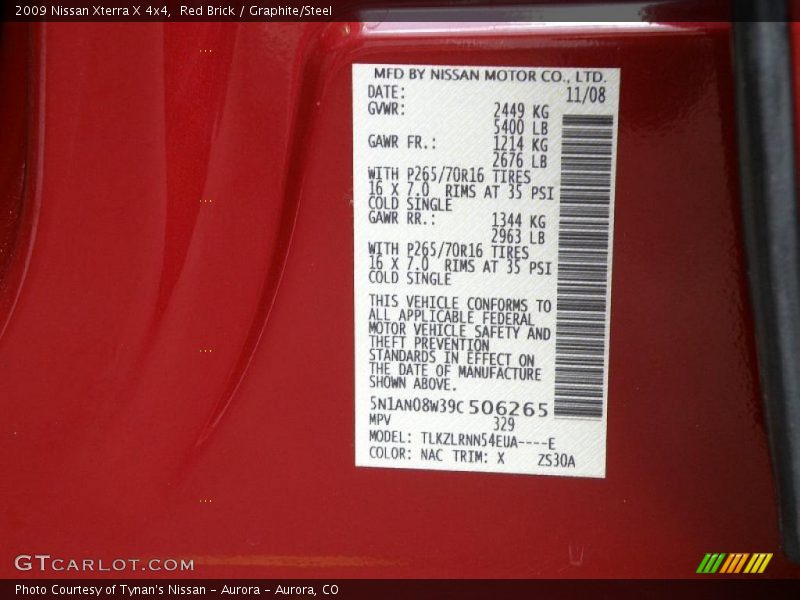 2009 Nissan Xterra X 4x4,  Red Brick / Graphite/Steel
MFD BY NISSAN MOTOR CO., LTD.
DATE: 11/08
GVWR: 2449 KG
5400 LB
GAWR FR.: 1214 KG
2676 LB
WITH P265/70R16 TIRES
16 X 7.0 RIMS AT 35 PSI
COLD SINGLE
GAWR RR.: 1344 KG
2963 LB
WITH P265/70R16 TIRES
16 X 7.0 RIMS AT 35 PSI
COLD SINGLE
THIS VEHICLE CONFORMS TO
ALL APPLICABLE FEDERAL
MOTOR VEHICLE SAFETY AND
THEFT PREVENTION
STANDARDS IN EFFECT ON
THE DATE OF MANUFACTURE
SHOWN ABOVE.
5N1AN08W39C506265
MPV 329
MODEL: TLKZLRNN54EUA----E
COLOR: NAC TRIM: X ZS30A
GTCARLOT.COM
Photo Courtesy of Tynan's Nissan - Aurora - Aurora, CO